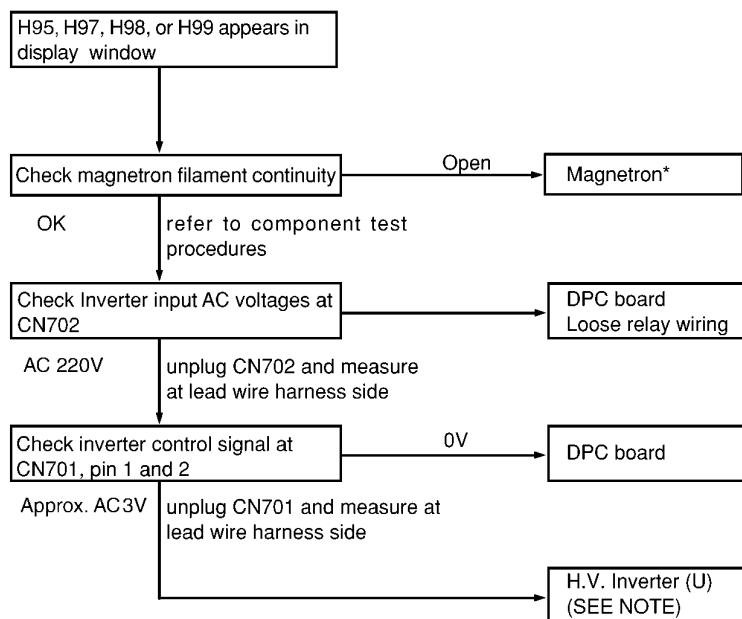 H95, H97, H98, or H99 appears in
display window
Check magnetron filament continuity
Open
Magnetron*
OK
refer to component test
procedures
Check Inverter input AC voltages at
CN702
DPC board
Loose relay wiring
AC 220V
unplug CN702 and measure
at lead wire harness side
Check inverter control signal at
CN701, pin 1 and 2
0V
DPC board
Approx. AC3V
unplug CN701 and measure at
lead wire harness side
H.V. Inverter (U)
(SEE NOTE)